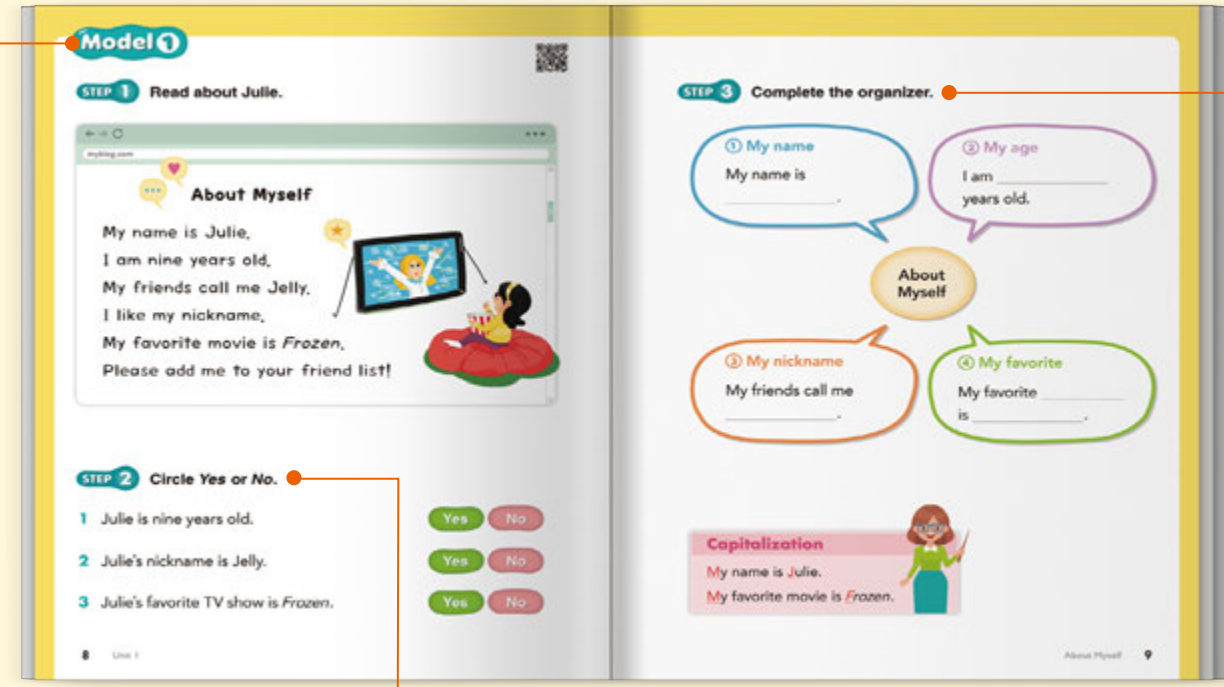 Model 1
STEP 1 Read about Julie.
myblog.com
About Myself
My name is Julie.
I am nine years old.
My friends call me Jelly.
I like my nickname.
My favorite movie is Frozen.
Please add me to your friend list!
STEP 2 Circle Yes or No.
1 Julie is nine years old. Yes No
2 Julie's nickname is Jelly. Yes No
3 Julie's favorite TV show is Frozen. Yes No
8 Unit 1
STEP 3 Complete the organizer.
① My name
My name is
____________.
② My age
I am ____________
years old.
About
Myself
③ My nickname
My friends call me
____________.
④ My favorite
My favorite ____________
is ____________.
Capitalization
My name is Julie.
My favorite movie is Frozen.
About Myself 9